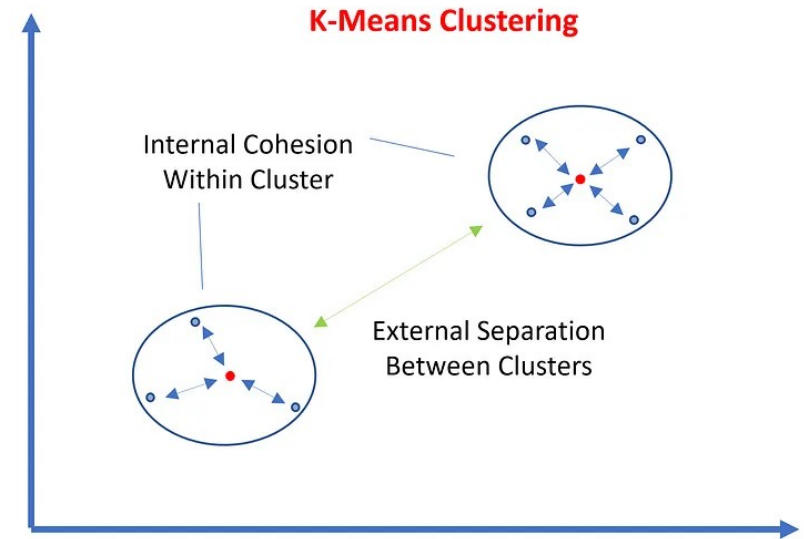 K-Means Clustering
Internal Cohesion
Within Cluster
External Separation
Between Clusters